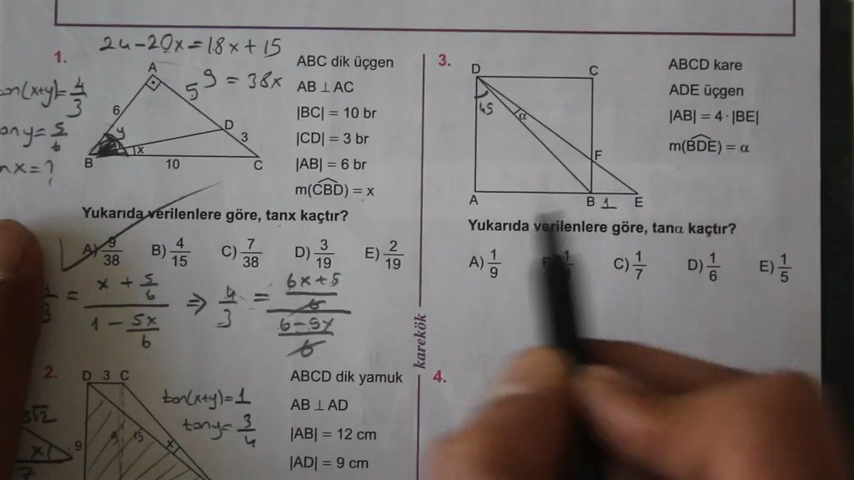 24-20x=18x+15
9=38x
1.
A
5
6
D
3
y
x
B
10
C
tan y=5/6
ABC dik üçgen
AB ⊥ AC
|BC| = 10 br
|CD| = 3 br
|AB| = 6 br
m(CBD) = x
Yukarıda verilenlere göre, tanx kaçtır?
A) 9/38 B) 4/15 C) 7/38 D) 3/19 E) 2/19
= (x + 5/6)/(1 - 5x/6) ⇒ 4/3 = ((6x+5)/6)/((6-5x)/6)
2.
D 3 C
9
x
tan(x+y)=1
tan y=3/4
ABCD dik yamuk
AB ⊥ AD
|AB| = 12 cm
|AD| = 9 cm
karekök
3.
D
C
45
α
F
A
B
1
E
ABCD kare
ADE üçgen
|AB| = 4·|BE|
m(BDE) = α
Yukarıda verilenlere göre, tanα kaçtır?
A) 1/9 C) 1/7 D) 1/6 E) 1/5
4.